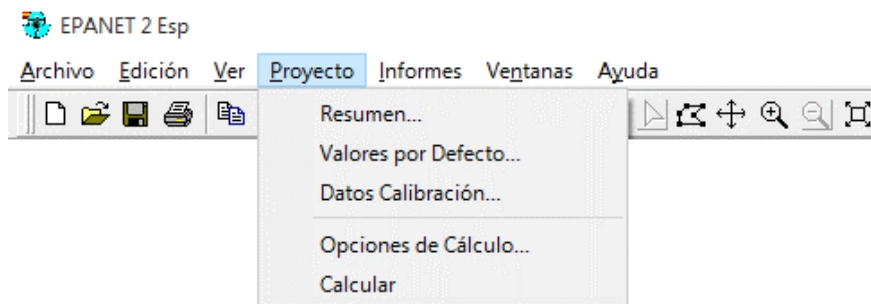 EPANET 2 Esp
Archivo Edición Ver Proyecto Informes Ventanas Ayuda
Resumen...
Valores por Defecto...
Datos Calibración...
Opciones de Cálculo...
Calcular